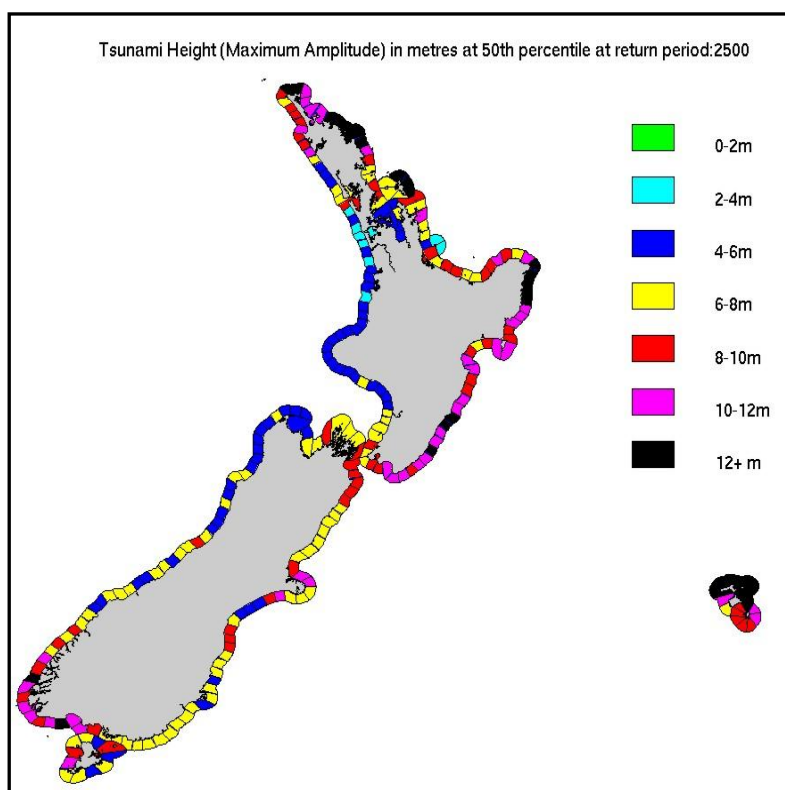 Tsunami Height (Maximum Amplitude) in metres at 50th percentile at return period:2500
0-2m
2-4m
4-6m
6-8m
8-10m
10-12m
12+ m